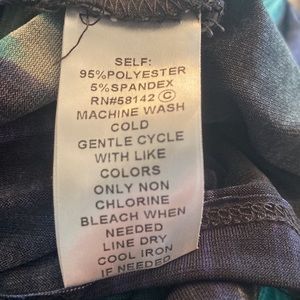 SELF:
95%POLYESTER
5%SPANDEX
RN#58142 ©
MACHINE WASH
COLD
GENTLE CYCLE
WITH LIKE
COLORS
ONLY NON
CHLORINE
BLEACH WHEN
NEEDED
LINE DRY
COOL IRON
IF NEEDED